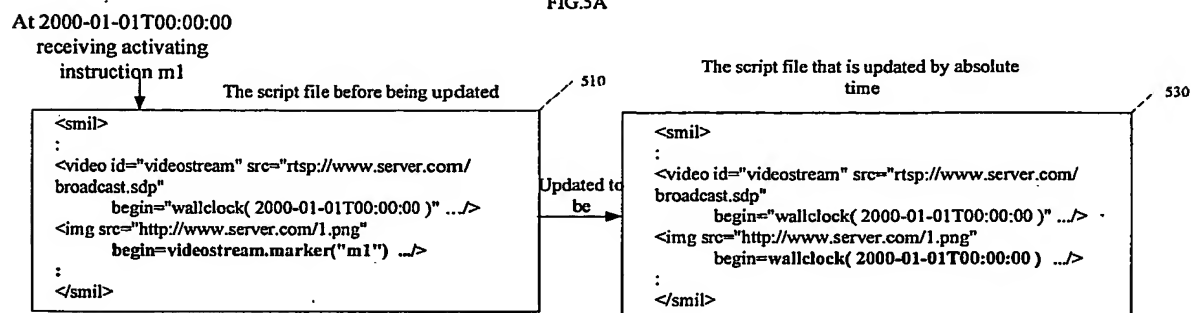 FIG.5A
At 2000-01-01T00:00:00
receiving activating
instruction m1
The script file before being updated
510
<smil>
:
<video id="videostream" src="rtsp://www.server.com/
broadcast.sdp"
begin="wallclock( 2000-01-01T00:00:00 )" .../>
<img src="http://www.server.com/1.png"
begin=videostream.marker("m1") .../>
:
</smil>
Updated to
be
The script file that is updated by absolute
time
530
<smil>
:
<video id="videostream" src="rtsp://www.server.com/
broadcast.sdp"
begin="wallclock( 2000-01-01T00:00:00 )" .../>
<img src="http://www.server.com/1.png"
begin=wallclock( 2000-01-01T00:00:00 ) .../>
:
</smil>